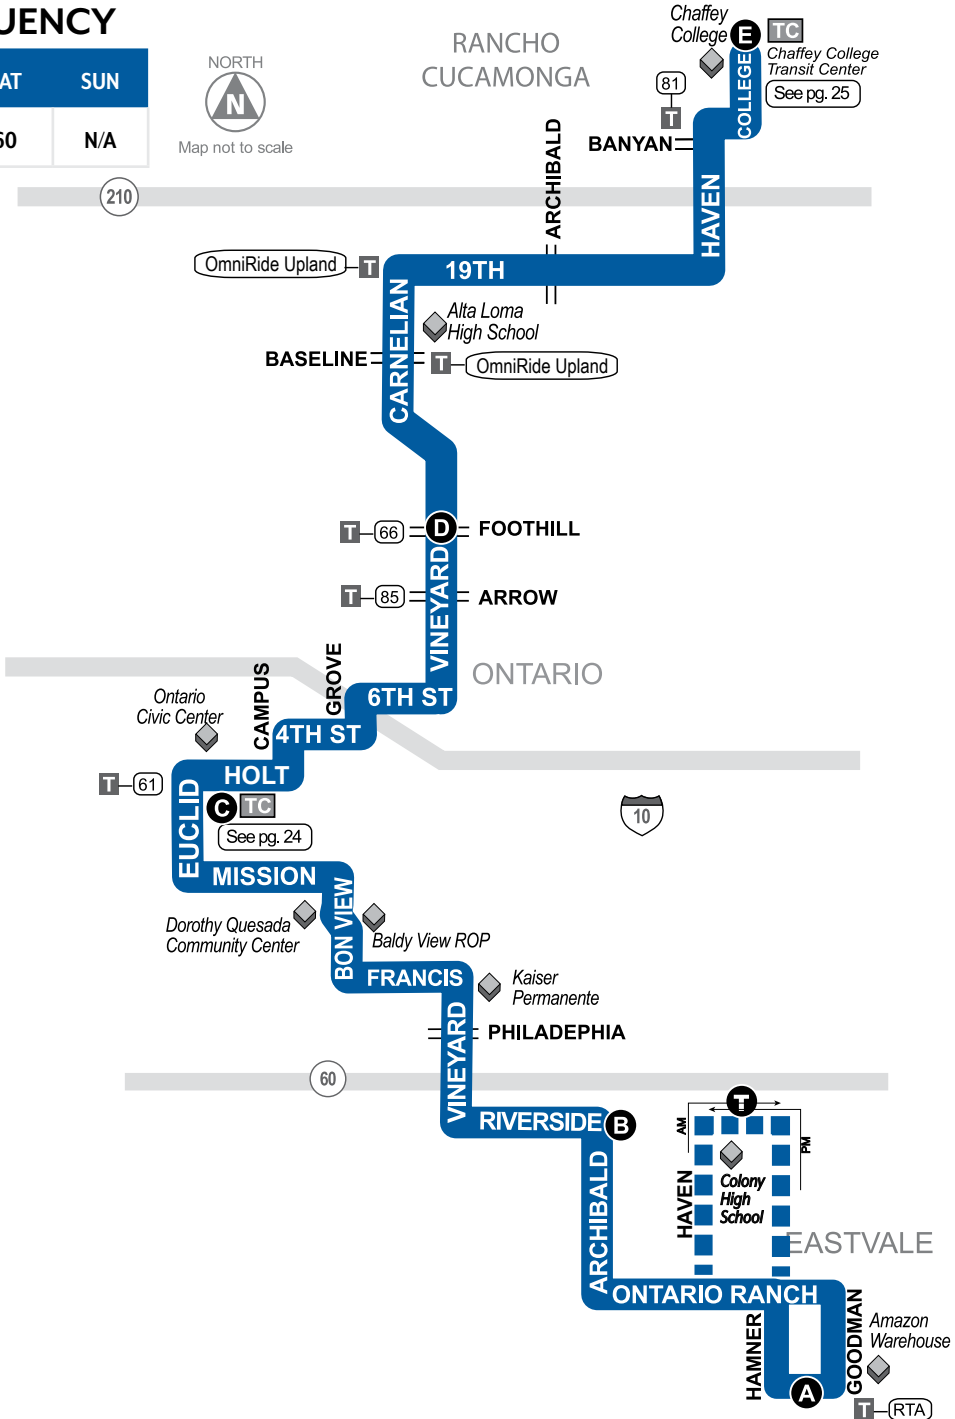 UENCY
AT SUN
60 N/A
NORTH
N
Map not to scale
RANCHO
CUCAMONGA
Chaffey
College
E TC
Chaffey College
Transit Center
See pg. 25
81
T
COLLEGE
BANYAN
ARCHIBALD
HAVEN
210
OmniRide Upland T
19TH
CARNELIAN
Alta Loma
High School
BASELINE
T OmniRide Upland
T 66 D FOOTHILL
T 85 ARROW
VINEYARD
ONTARIO
GROVE
CAMPUS
6TH ST
4TH ST
Ontario
Civic Center
HOLT
T 61
EUCLID
C TC
See pg. 24
10
MISSION
BON VIEW
Dorothy Quesada
Community Center
Baldy View ROP
FRANCIS
Kaiser
Permanente
VINEYARD
PHILADEPHIA
60
RIVERSIDE B
T
AM
PM
Colony
High
School
HAVEN
ARCHIBALD
EASTVALE
ONTARIO RANCH
HAMNER
GOODMAN
Amazon
Warehouse
A
T RTA